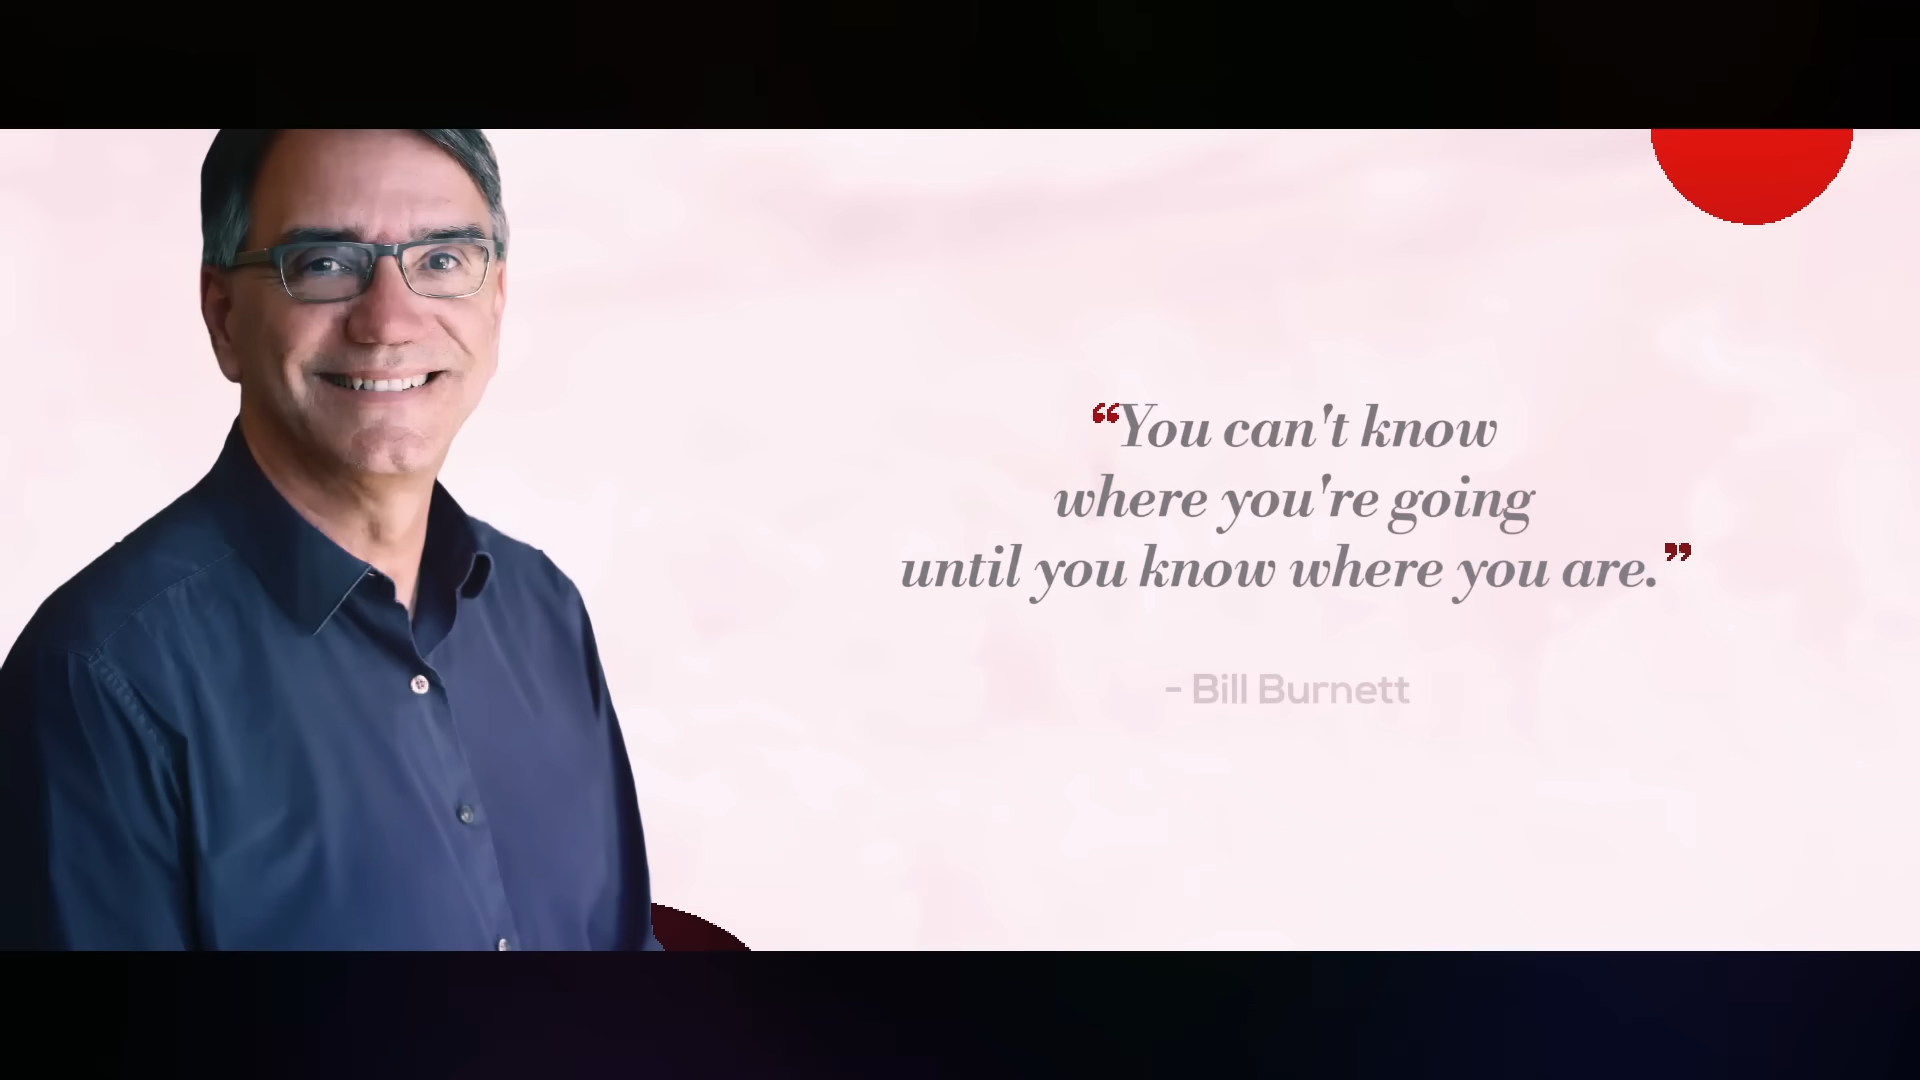 “You can't know
where you're going
until you know where you are.”
- Bill Burnett